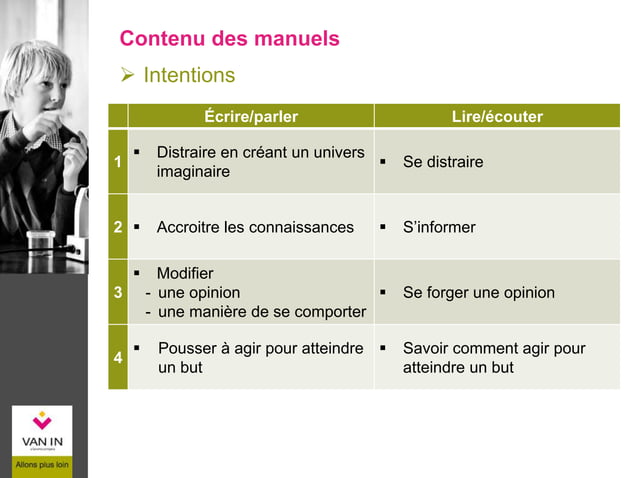 Contenu des manuels
➢ Intentions
Écrire/parler Lire/écouter
1 ▪ Distraire en créant un univers
imaginaire
▪ Se distraire
2 ▪ Accroitre les connaissances ▪ S’informer
3 ▪ Modifier
- une opinion
- une manière de se comporter
▪ Se forger une opinion
4 ▪ Pousser à agir pour atteindre
un but
▪ Savoir comment agir pour
atteindre un but
VAN IN
Allons plus loin